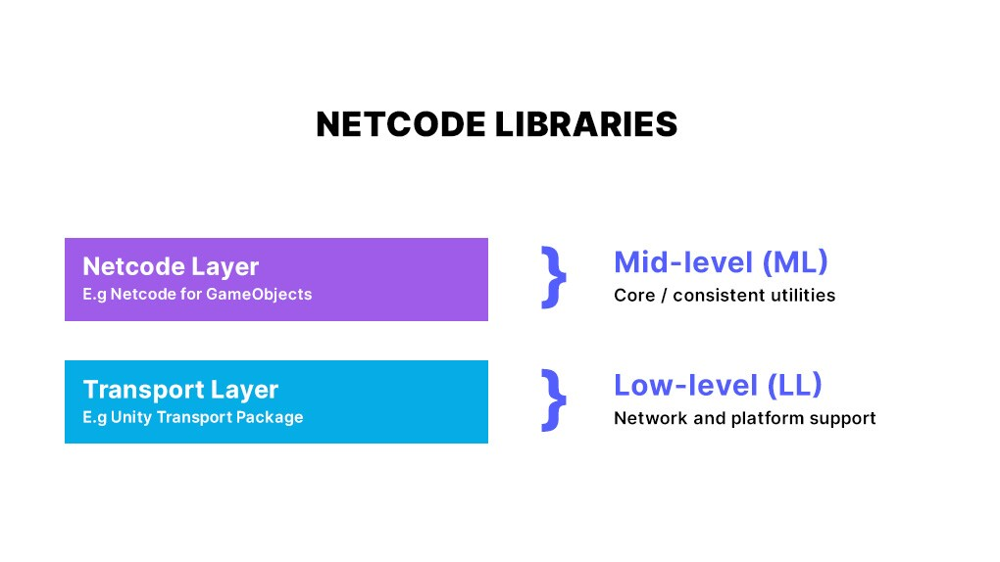 NETCODE LIBRARIES
Netcode Layer
E.g Netcode for GameObjects
}
Mid-level (ML)
Core / consistent utilities
Transport Layer
E.g Unity Transport Package
}
Low-level (LL)
Network and platform support